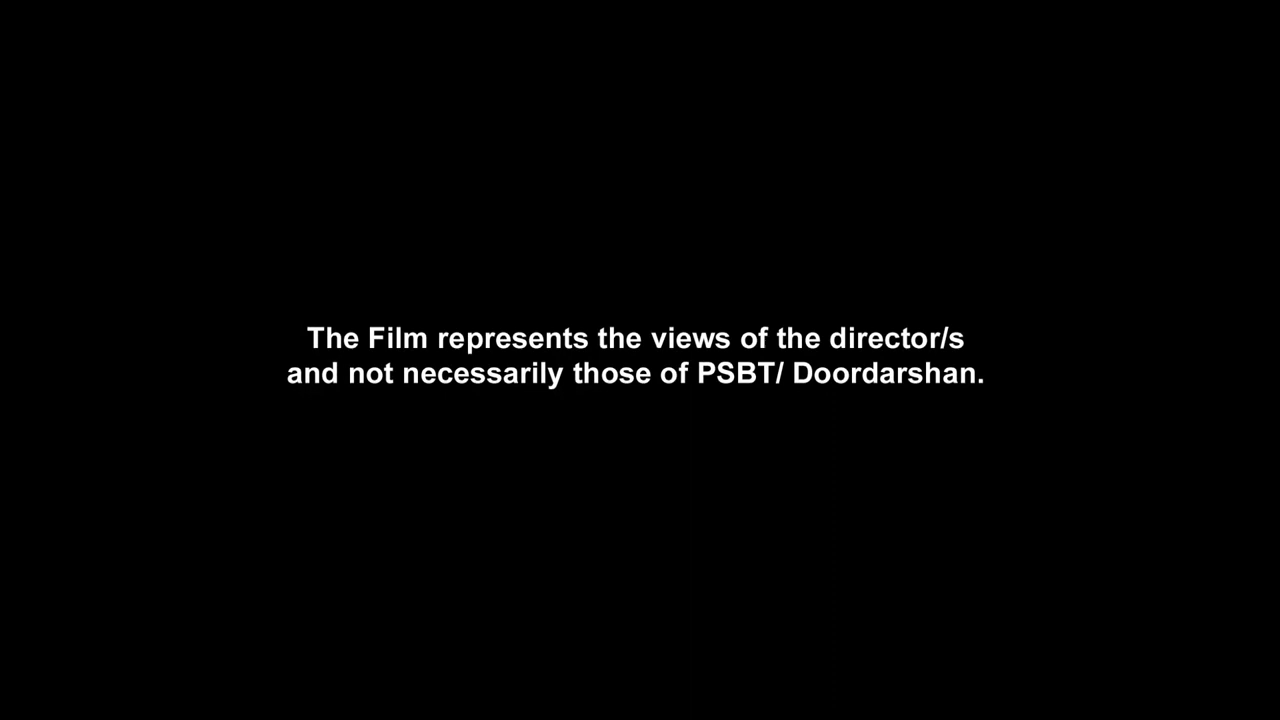 The Film represents the views of the director/s
and not necessarily those of PSBT/ Doordarshan.